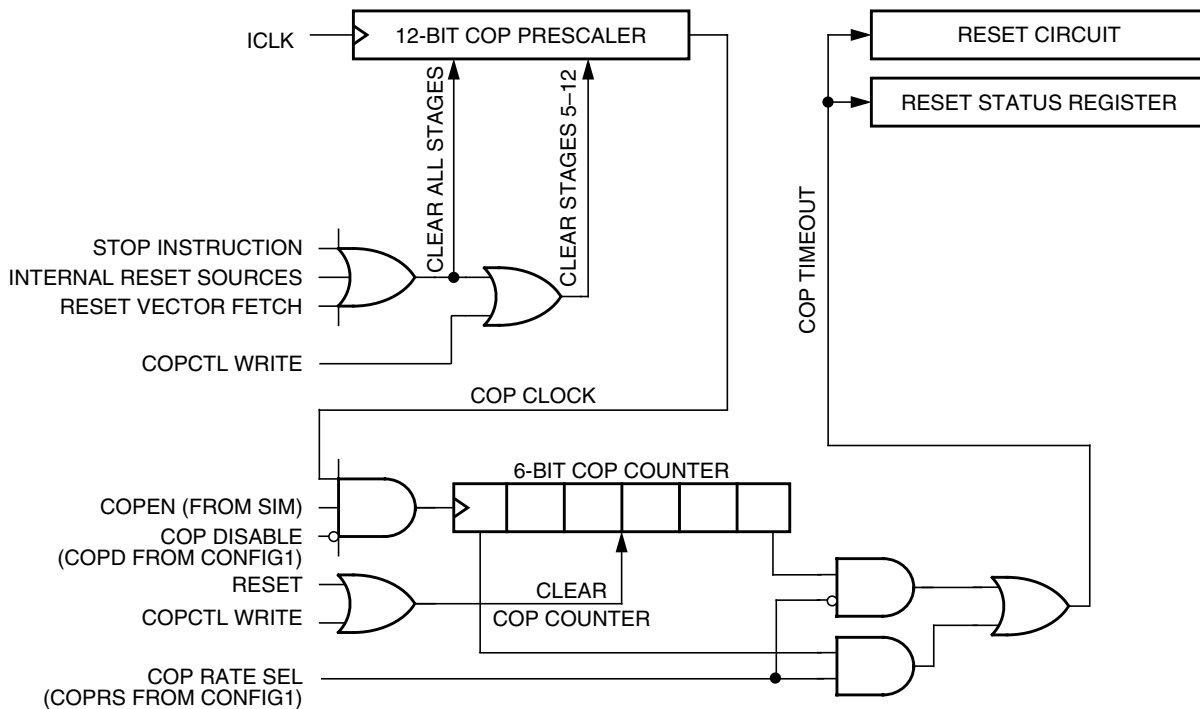 ICLK
12-BIT COP PRESCALER
RESET CIRCUIT
RESET STATUS REGISTER
CLEAR ALL STAGES
CLEAR STAGES 5–12
STOP INSTRUCTION
INTERNAL RESET SOURCES
RESET VECTOR FETCH
COPCTL WRITE
COP TIMEOUT
COP CLOCK
6-BIT COP COUNTER
COPEN (FROM SIM)
COP DISABLE
(COPD FROM CONFIG1)
RESET
COPCTL WRITE
CLEAR
COP COUNTER
COP RATE SEL
(COPRS FROM CONFIG1)